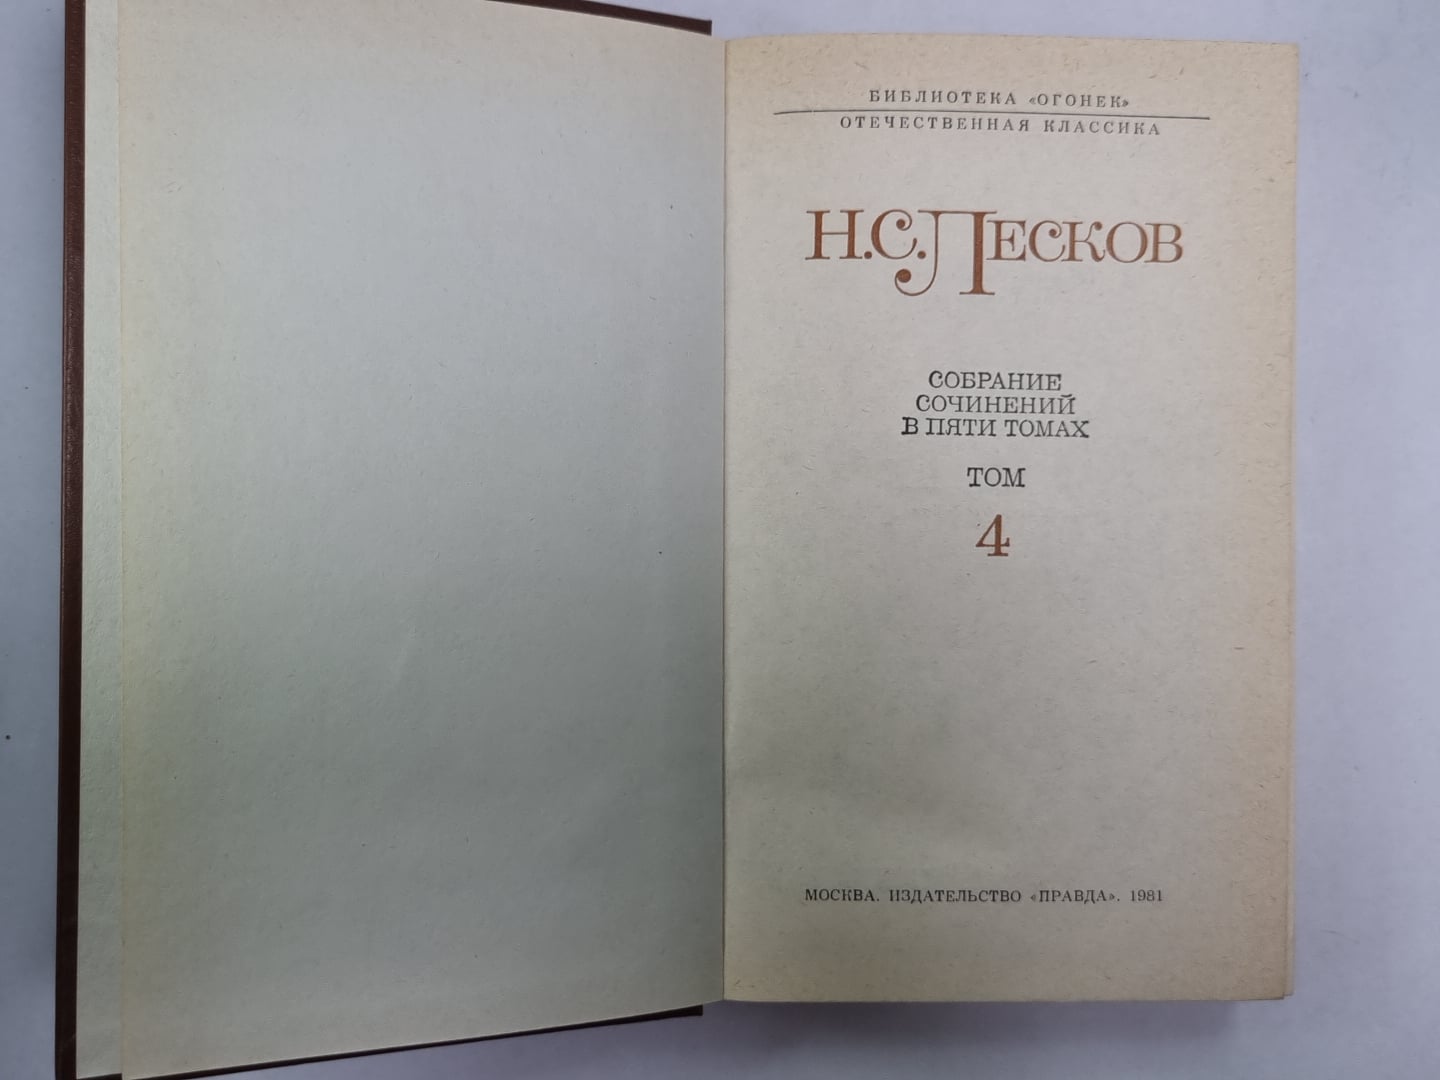 БИБЛИОТЕКА «ОГОНЕК»
ОТЕЧЕСТВЕННАЯ КЛАССИКА
Н.С.ЛЕСКОВ
СОБРАНИЕ
СОЧИНЕНИЙ
В ПЯТИ ТОМАХ
ТОМ
4
МОСКВА. ИЗДАТЕЛЬСТВО «ПРАВДА». 1981